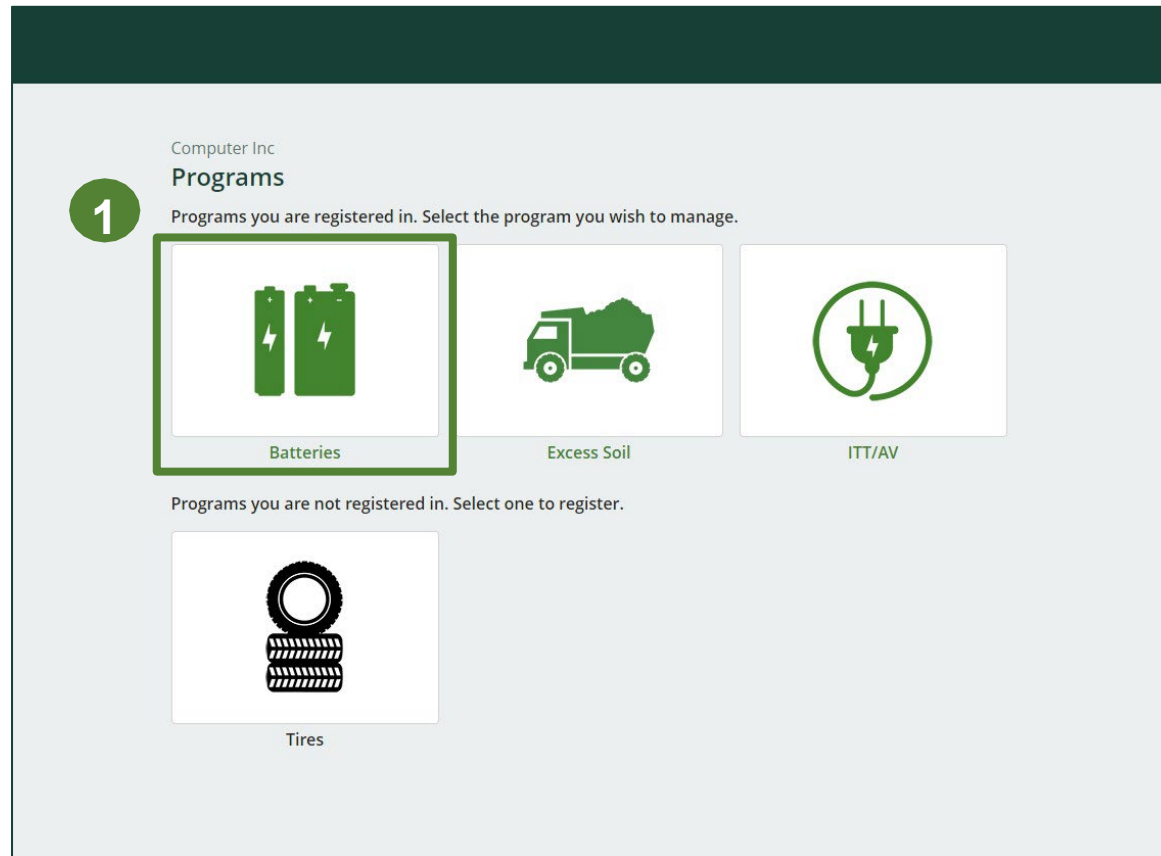 Computer Inc
Programs
1
Programs you are registered in. Select the program you wish to manage.
Batteries
Excess Soil
ITT/AV
Programs you are not registered in. Select one to register.
Tires